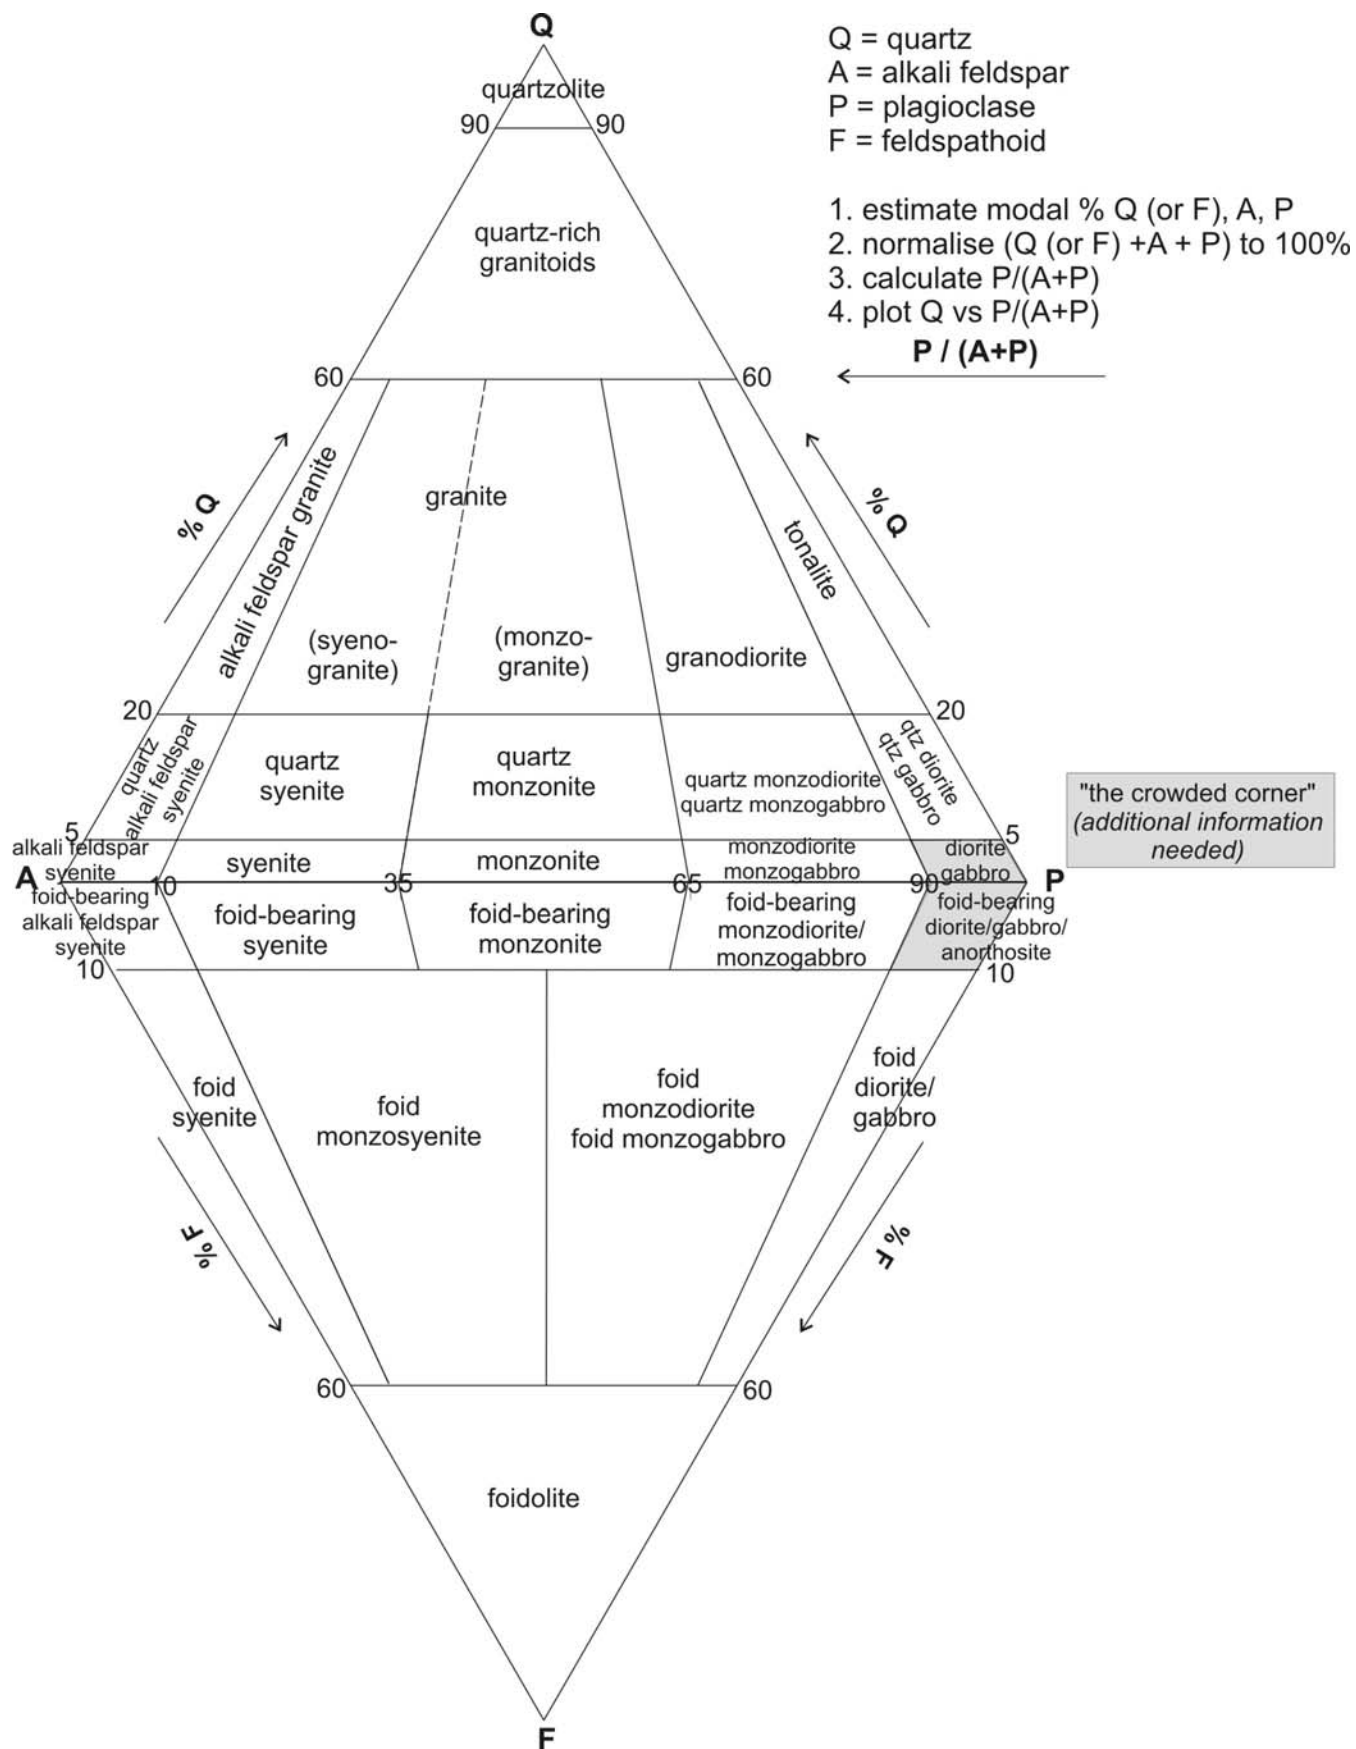 Q
Q = quartz
A = alkali feldspar
P = plagioclase
F = feldspathoid
quartzolite
90
90
1. estimate modal % Q (or F), A, P
2. normalise (Q (or F) +A + P) to 100%
3. calculate P/(A+P)
4. plot Q vs P/(A+P)
P / (A+P)
quartz-rich
granitoids
60
60
% Q
% Q
alkali feldspar granite
granite
tonalite
(syeno-
granite)
(monzo-
granite)
granodiorite
20
20
quartz
alkali feldspar
syenite
quartz
syenite
quartz
monzonite
quartz monzodiorite
quartz monzogabbro
qtz diorite
qtz gabbro
"the crowded corner"
(additional information
needed)
5
5
alkali feldspar
syenite
syenite
monzonite
monzodiorite
monzogabbro
diorite
gabbro
A
10
35
65
90
P
foid-bearing
alkali feldspar
syenite
foid-bearing
syenite
foid-bearing
monzonite
foid-bearing
monzodiorite/
monzogabbro
foid-bearing
diorite/gabbro/
anorthosite
10
10
foid
syenite
foid
monzosyenite
foid
monzodiorite
foid monzogabbro
foid
diorite/
gabbro
% F
% F
60
60
foidolite
F